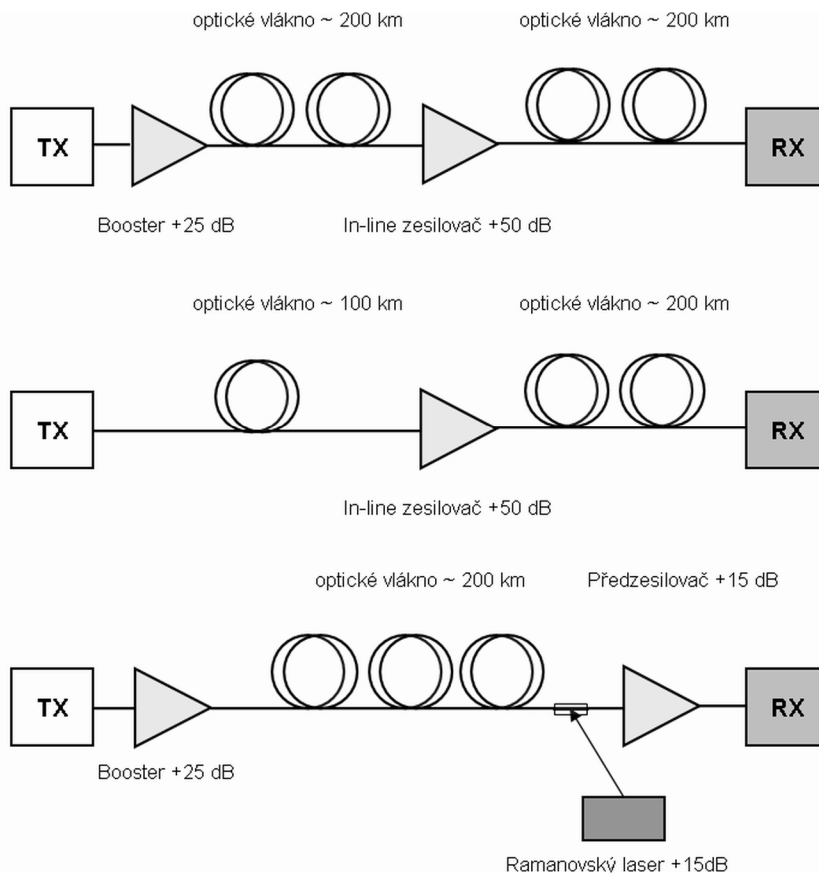 optické vlákno ~ 200 km optické vlákno ~ 200 km
TX RX
Booster +25 dB In-line zesilovač +50 dB
optické vlákno ~ 100 km optické vlákno ~ 200 km
TX RX
In-line zesilovač +50 dB
optické vlákno ~ 200 km Předzesilovač +15 dB
TX RX
Booster +25 dB
Ramanovský laser +15dB